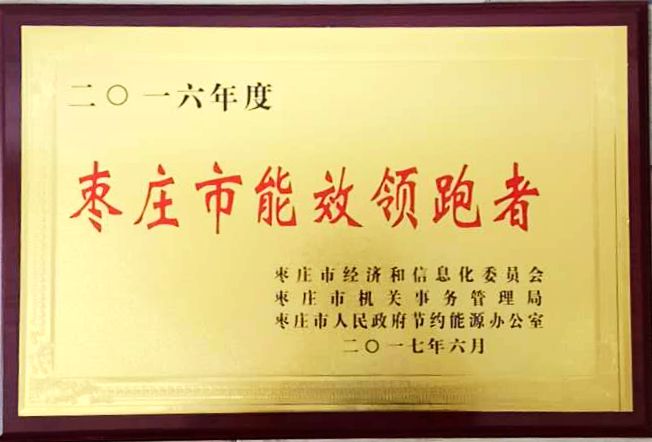 二〇一六年度
枣庄市能效领跑者
枣庄市经济和信息化委员会
枣庄市机关事务管理局
枣庄市人民政府节约能源办公室
二〇一七年六月